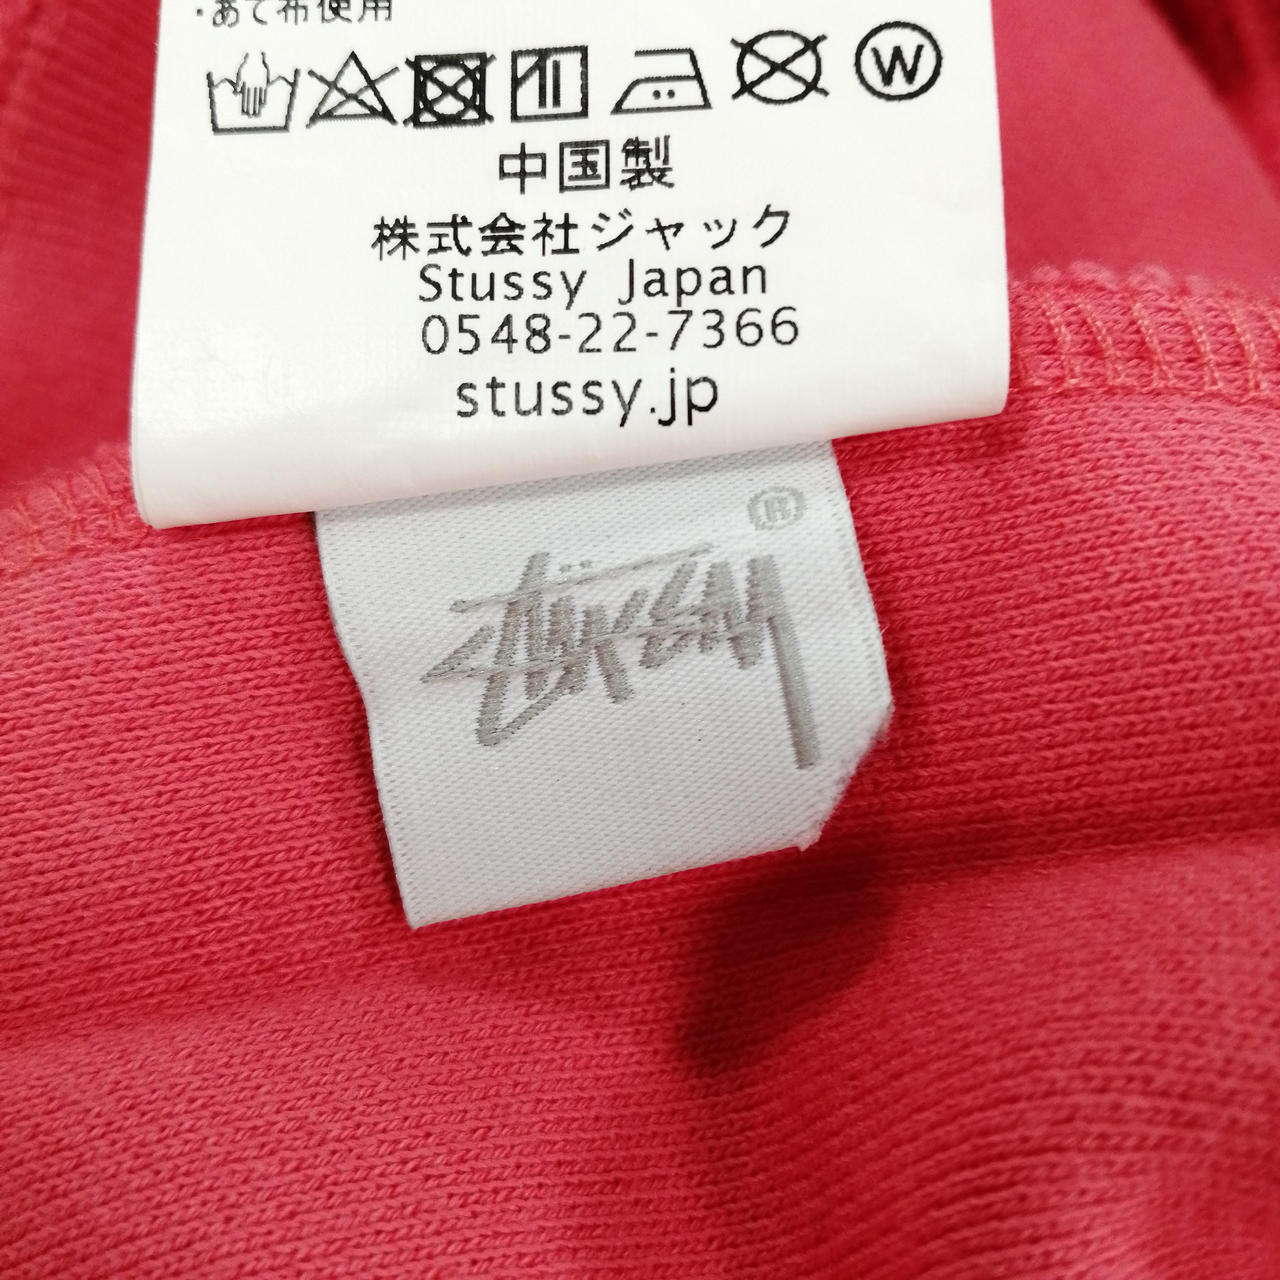 ・あて布使用
W
中国製
株式会社ジャック
Stussy Japan
0548-22-7366
stussy.jp
®
Stüssy